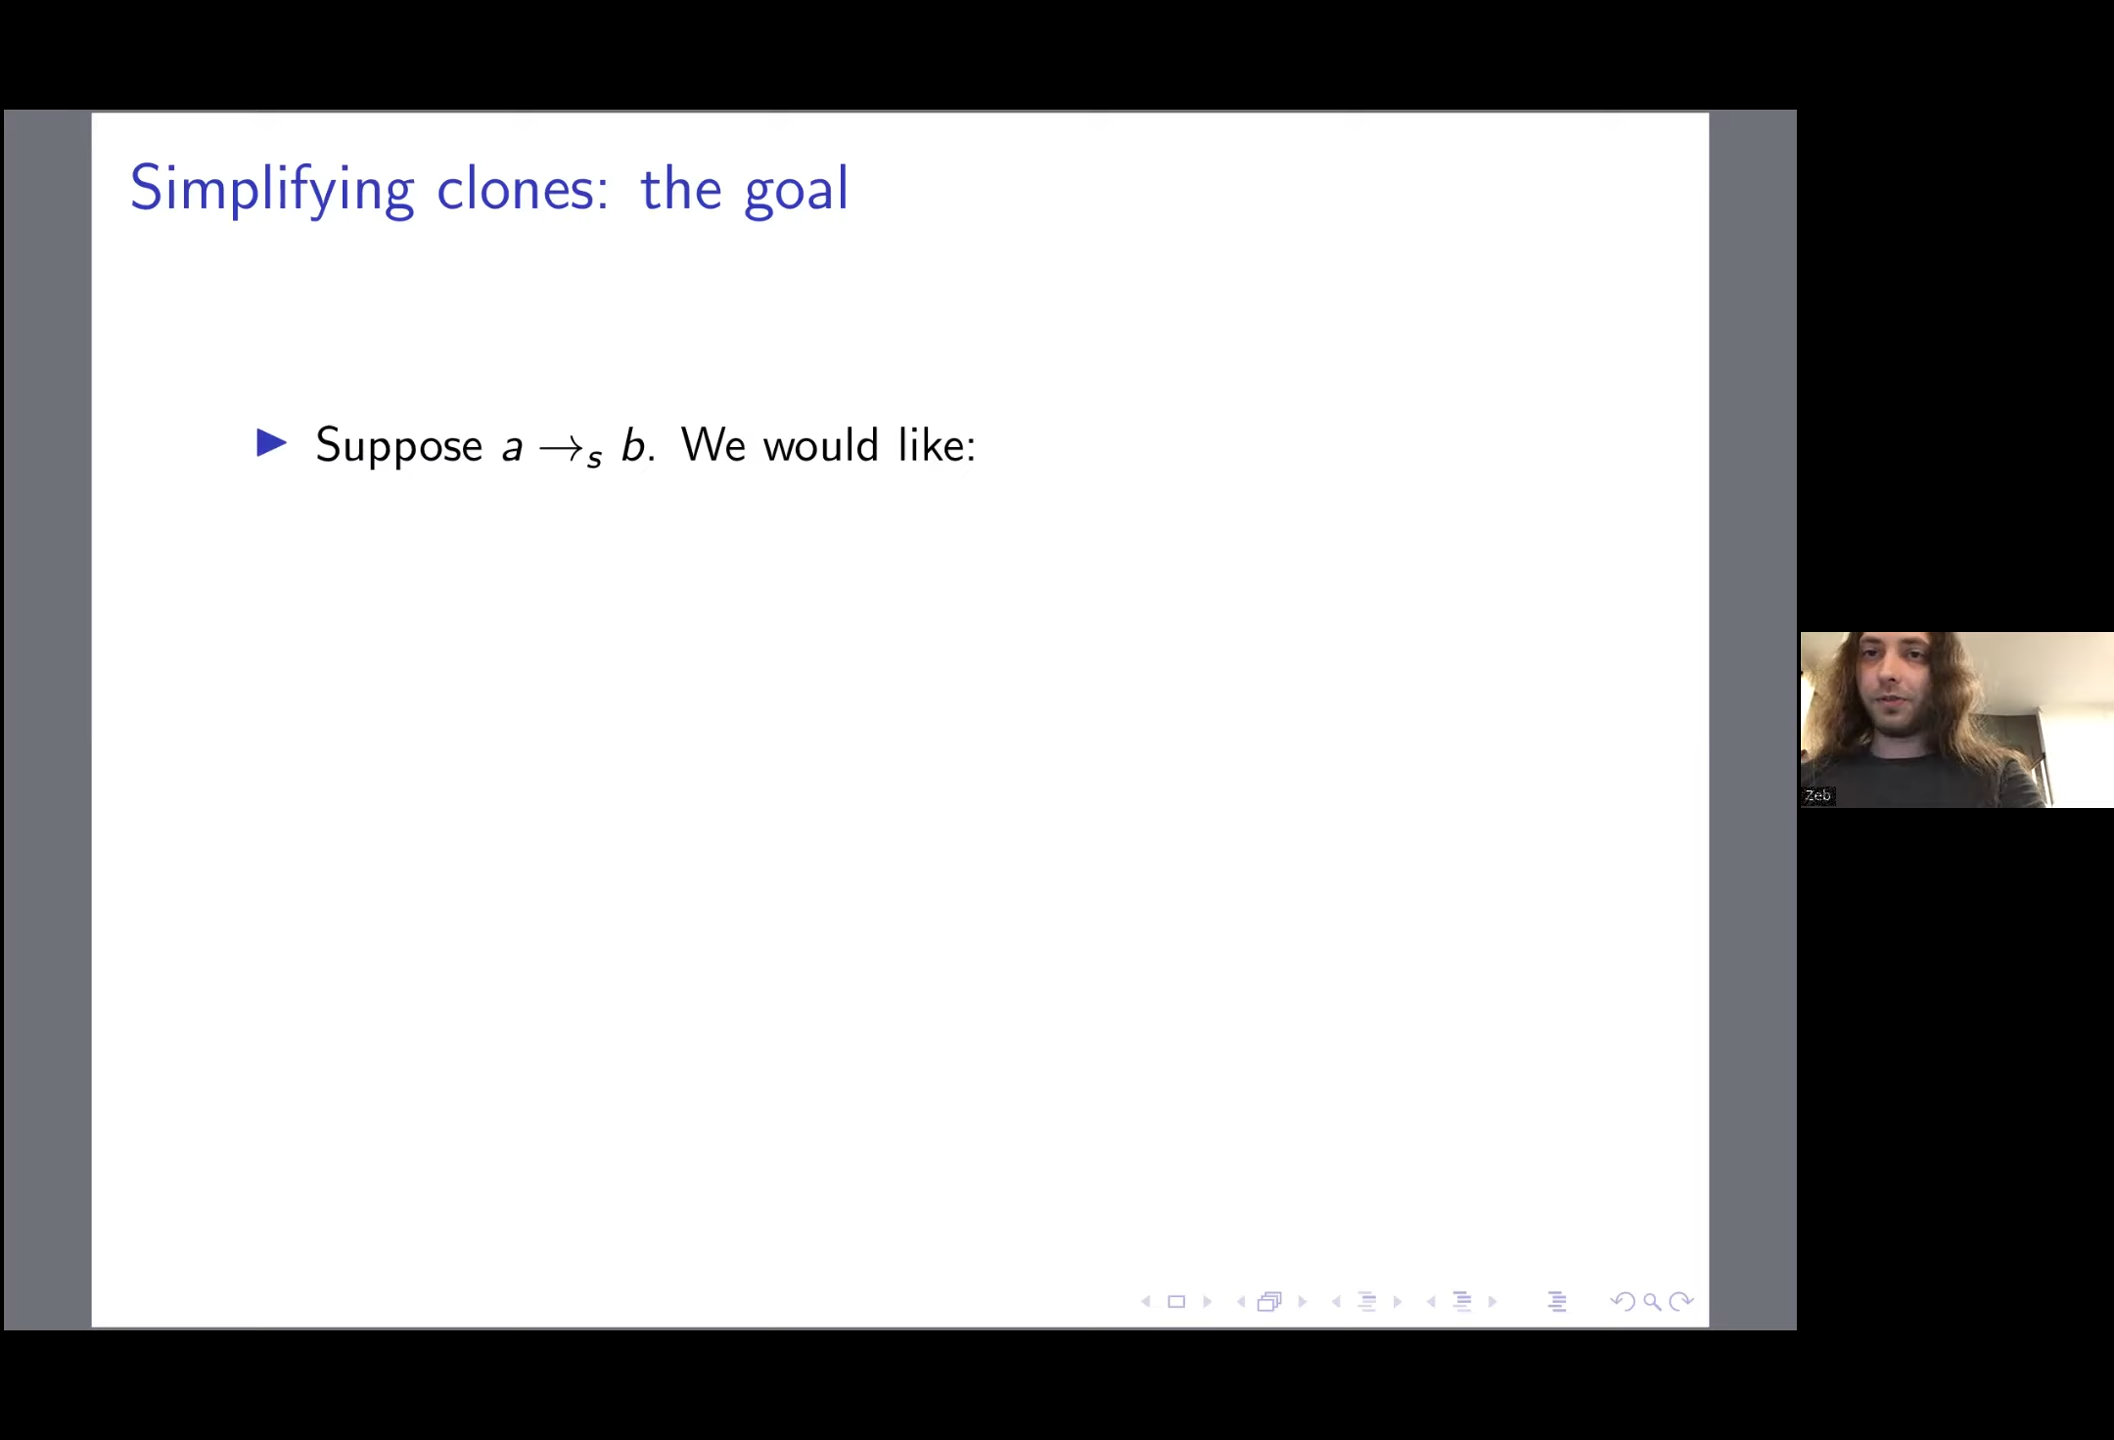 Simplifying clones: the goal
▶ Suppose a →ₛ b. We would like:
Zeb